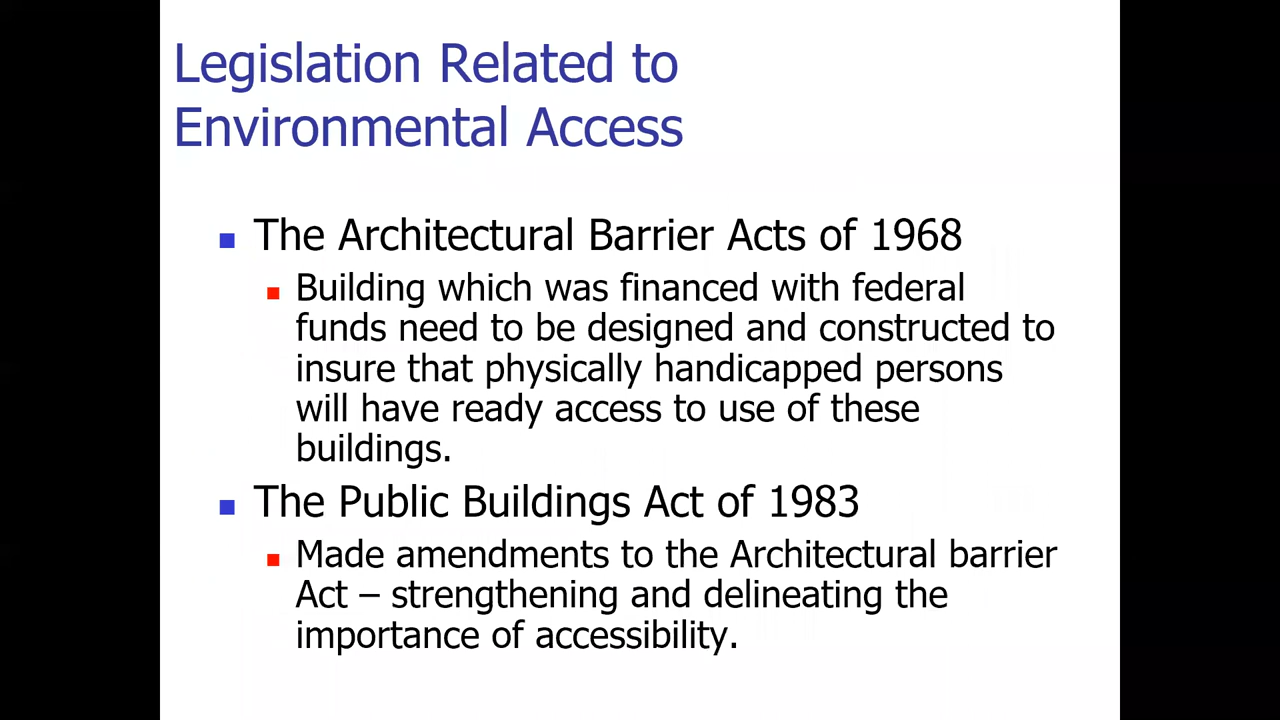 Legislation Related to
Environmental Access
The Architectural Barrier Acts of 1968
Building which was financed with federal
funds need to be designed and constructed to
insure that physically handicapped persons
will have ready access to use of these
buildings.
The Public Buildings Act of 1983
Made amendments to the Architectural barrier
Act – strengthening and delineating the
importance of accessibility.